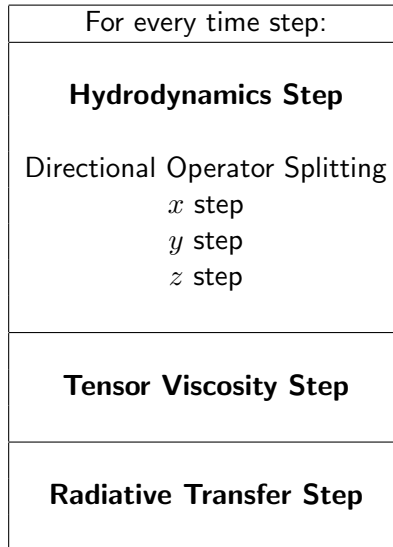 For every time step:
Hydrodynamics Step
Directional Operator Splitting
x step
y step
z step
Tensor Viscosity Step
Radiative Transfer Step